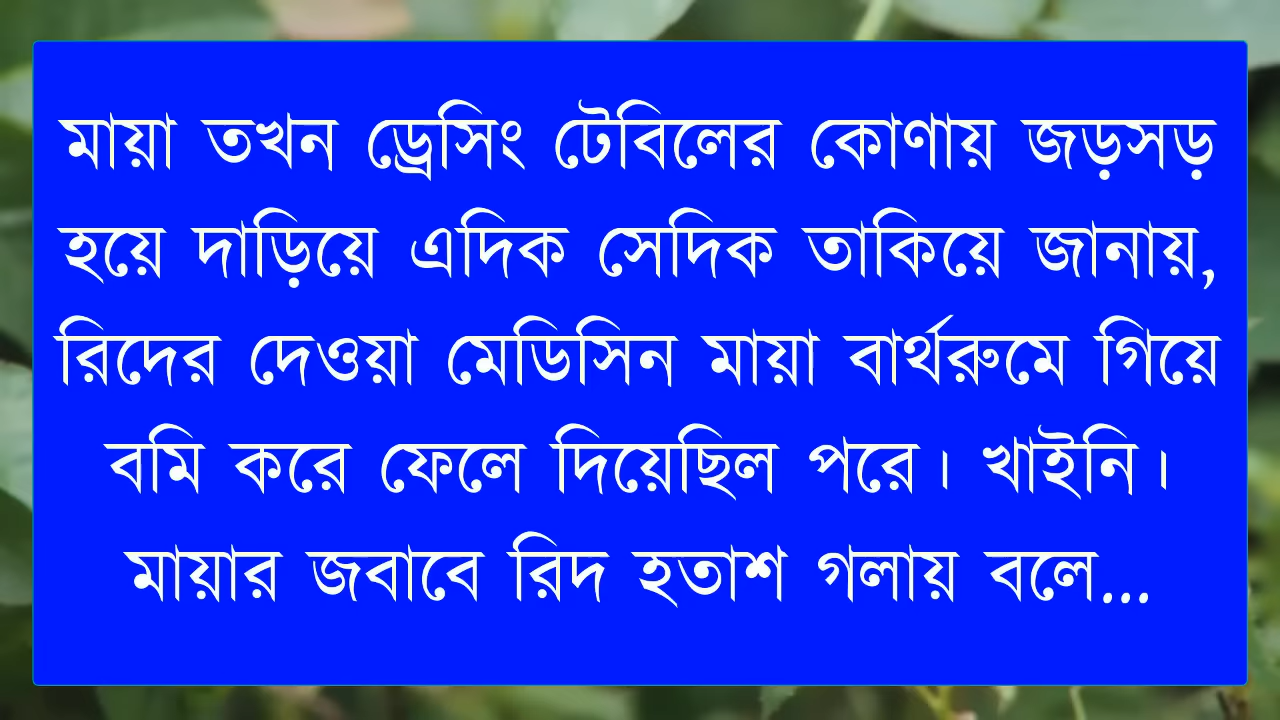 মায়া তখন ড্রেসিং টেবিলের কোণায় জড়সড়
হয়ে দাড়িয়ে এদিক সেদিক তাকিয়ে জানায়,
রিদের দেওয়া মেডিসিন মায়া বার্থরুমে গিয়ে
বমি করে ফেলে দিয়েছিল পরে। খাইনি।
মায়ার জবাবে রিদ হতাশ গলায় বলে...